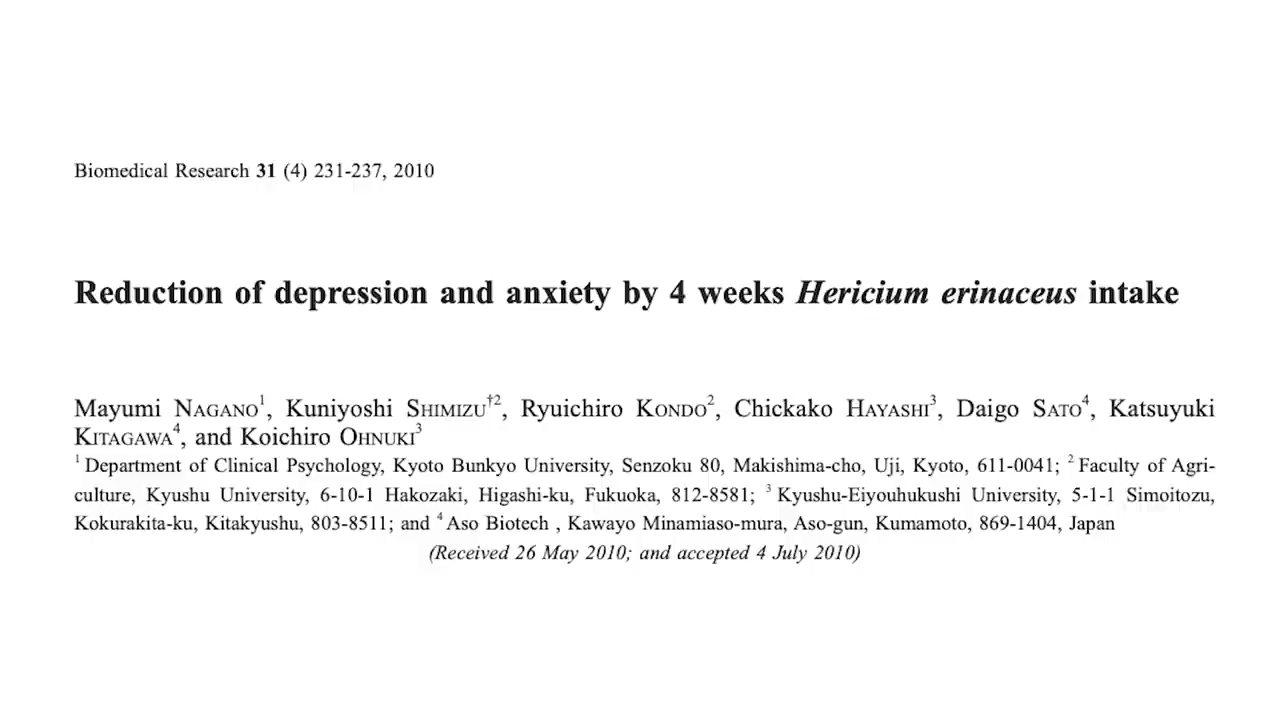 Biomedical Research 31 (4) 231-237, 2010
Reduction of depression and anxiety by 4 weeks Hericium erinaceus intake
Mayumi NAGANO1, Kuniyoshi SHIMIZU†2, Ryuichiro KONDO2, Chickako HAYASHI3, Daigo SATO4, Katsuyuki
KITAGAWA4, and Koichiro OHNUKI3
1 Department of Clinical Psychology, Kyoto Bunkyo University, Senzoku 80, Makishima-cho, Uji, Kyoto, 611-0041; 2 Faculty of Agri-
culture, Kyushu University, 6-10-1 Hakozaki, Higashi-ku, Fukuoka, 812-8581; 3 Kyushu-Eiyouhukushi University, 5-1-1 Simoitozu,
Kokurakita-ku, Kitakyushu, 803-8511; and 4 Aso Biotech , Kawayo Minamiaso-mura, Aso-gun, Kumamoto, 869-1404, Japan
(Received 26 May 2010; and accepted 4 July 2010)